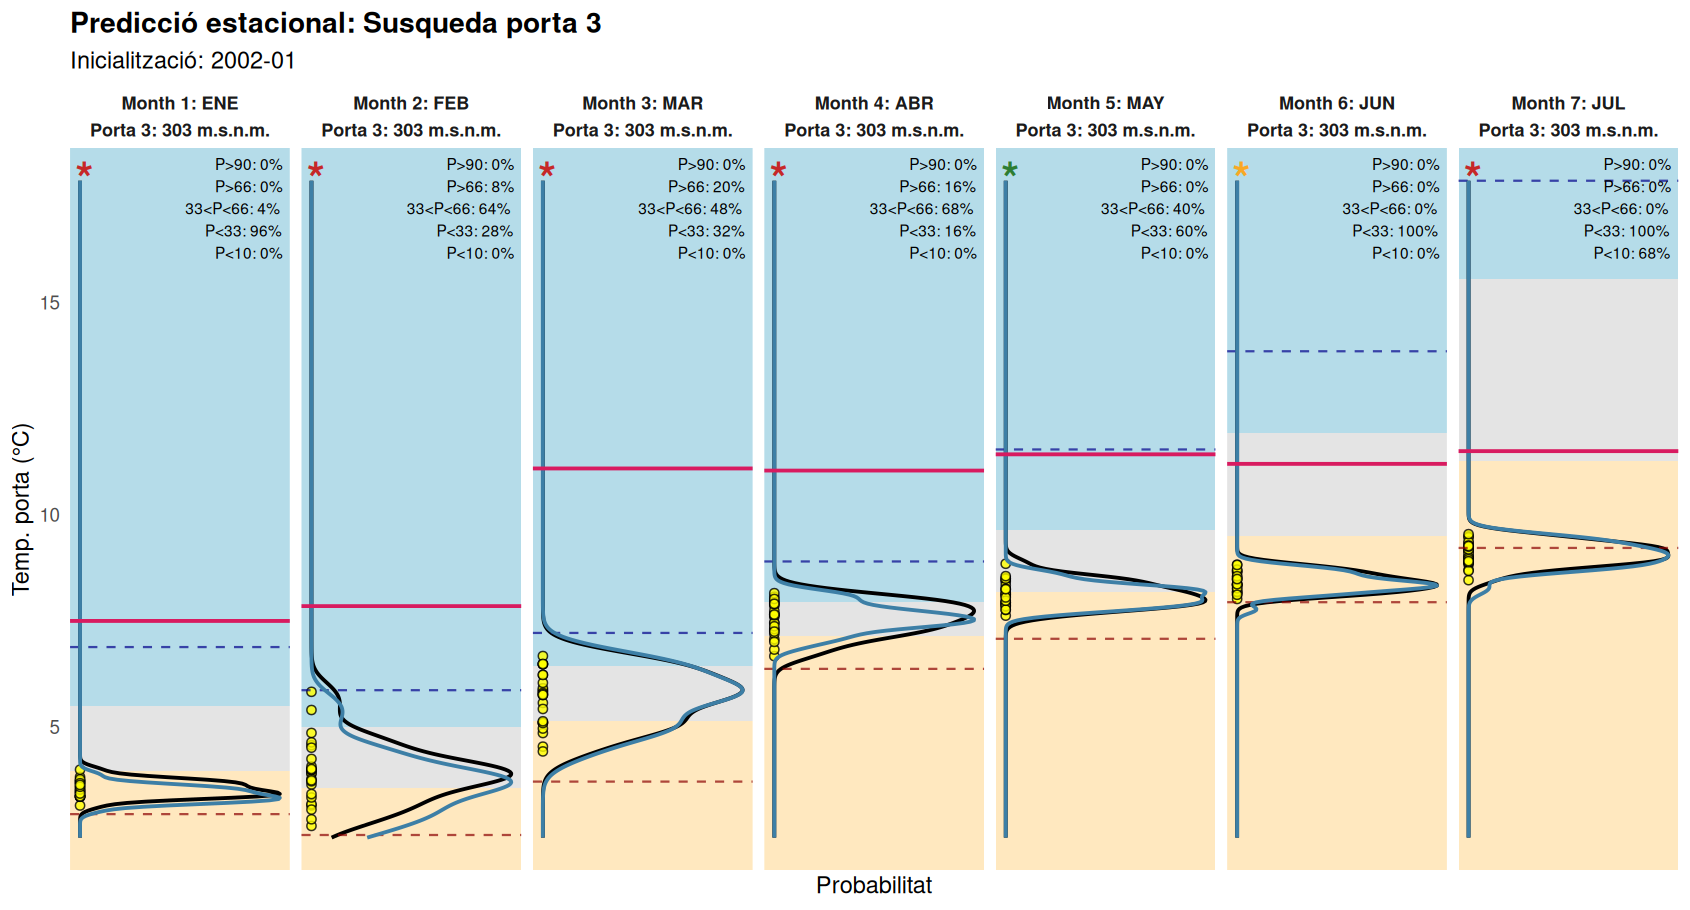 Predicció estacional: Susqueda porta 3
Inicialització: 2002-01
Month 1: ENE
Porta 3: 303 m.s.n.m.
*
P>90: 0%
P>66: 0%
33<P<66: 4%
P<33: 96%
P<10: 0%
Month 2: FEB
Porta 3: 303 m.s.n.m.
*
P>90: 0%
P>66: 8%
33<P<66: 64%
P<33: 28%
P<10: 0%
Month 3: MAR
Porta 3: 303 m.s.n.m.
*
P>90: 0%
P>66: 20%
33<P<66: 48%
P<33: 32%
P<10: 0%
Month 4: ABR
Porta 3: 303 m.s.n.m.
*
P>90: 0%
P>66: 16%
33<P<66: 68%
P<33: 16%
P<10: 0%
Month 5: MAY
Porta 3: 303 m.s.n.m.
*
P>90: 0%
P>66: 0%
33<P<66: 40%
P<33: 60%
P<10: 0%
Month 6: JUN
Porta 3: 303 m.s.n.m.
*
P>90: 0%
P>66: 0%
33<P<66: 0%
P<33: 100%
P<10: 0%
Month 7: JUL
Porta 3: 303 m.s.n.m.
*
P>90: 0%
P>66: 0%
33<P<66: 0%
P<33: 100%
P<10: 68%
15
10
5
Temp. porta (°C)
Probabilitat